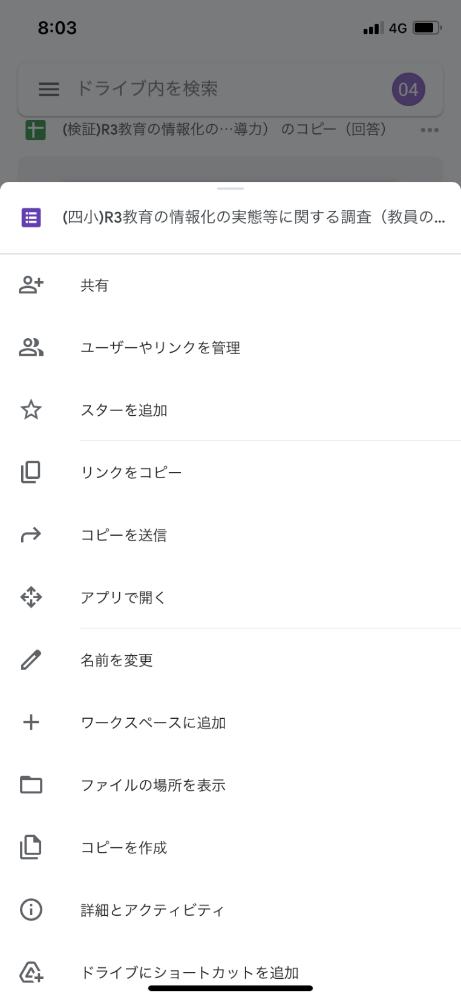 8:03
4G
ドライブ内を検索
04
(検証)R3教育の情報化の…導力） のコピー（回答）
(四小)R3教育の情報化の実態等に関する調査（教員の...
共有
ユーザーやリンクを管理
スターを追加
リンクをコピー
コピーを送信
アプリで開く
名前を変更
ワークスペースに追加
ファイルの場所を表示
コピーを作成
詳細とアクティビティ
ドライブにショートカットを追加